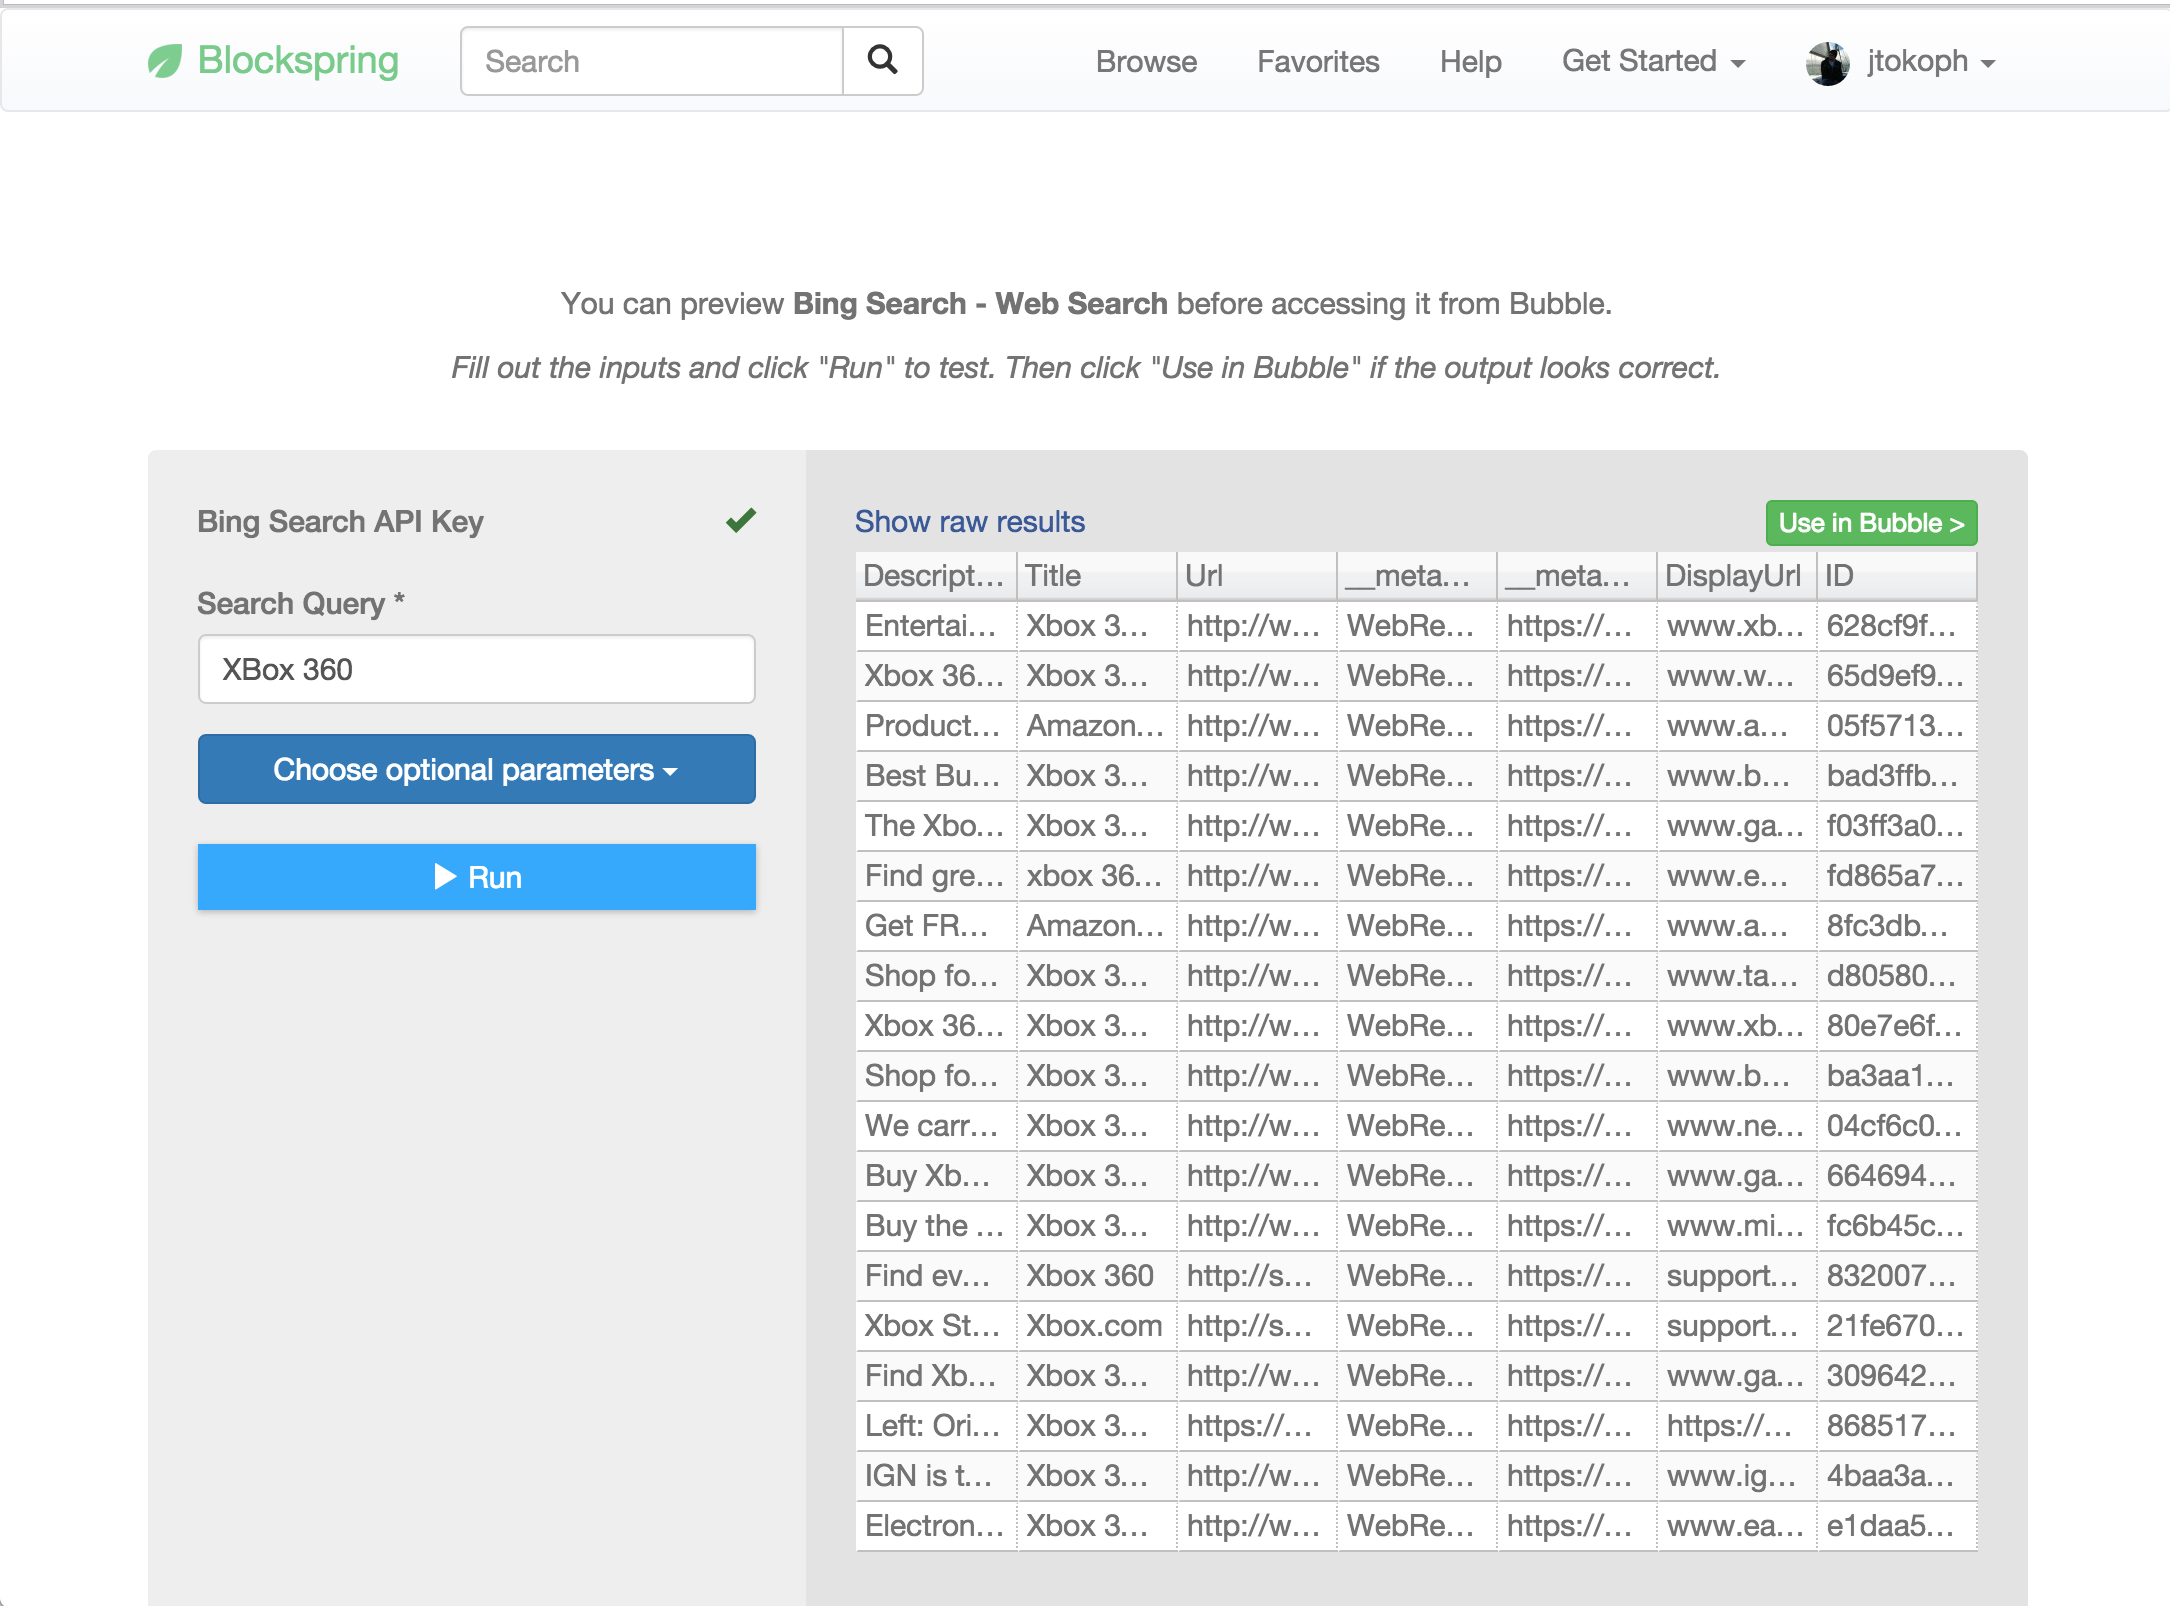 Blockspring Search Browse Favorites Help Get Started jtokoph
You can preview Bing Search - Web Search before accessing it from Bubble.
Fill out the inputs and click "Run" to test. Then click "Use in Bubble" if the output looks correct.
Bing Search API Key
Search Query *
XBox 360
Choose optional parameters
Run
Show raw results Use in Bubble >
Descript... Title Url __meta... __meta... DisplayUrl ID
Entertai... Xbox 3... http://w... WebRe... https://... www.xb... 628cf9f...
Xbox 36... Xbox 3... http://w... WebRe... https://... www.w... 65d9ef9...
Product... Amazon... http://w... WebRe... https://... www.a... 05f5713...
Best Bu... Xbox 3... http://w... WebRe... https://... www.b... bad3ffb...
The Xbo... Xbox 3... http://w... WebRe... https://... www.ga... f03ff3a0...
Find gre... xbox 36... http://w... WebRe... https://... www.e... fd865a7...
Get FR... Amazon... http://w... WebRe... https://... www.a... 8fc3db...
Shop fo... Xbox 3... http://w... WebRe... https://... www.ta... d80580...
Xbox 36... Xbox 3... http://w... WebRe... https://... www.xb... 80e7e6f...
Shop fo... Xbox 3... http://w... WebRe... https://... www.b... ba3aa1...
We carr... Xbox 3... http://w... WebRe... https://... www.ne... 04cf6c0...
Buy Xb... Xbox 3... http://w... WebRe... https://... www.ga... 664694...
Buy the ... Xbox 3... http://w... WebRe... https://... www.mi... fc6b45c...
Find ev... Xbox 360 http://s... WebRe... https://... support... 832007...
Xbox St... Xbox.com http://s... WebRe... https://... support... 21fe670...
Find Xb... Xbox 3... http://w... WebRe... https://... www.ga... 309642...
Left: Ori... Xbox 3... https://... WebRe... https://... https://... 868517...
IGN is t... Xbox 3... http://w... WebRe... https://... www.ig... 4baa3a...
Electron... Xbox 3... http://w... WebRe... https://... www.ea... e1daa5...